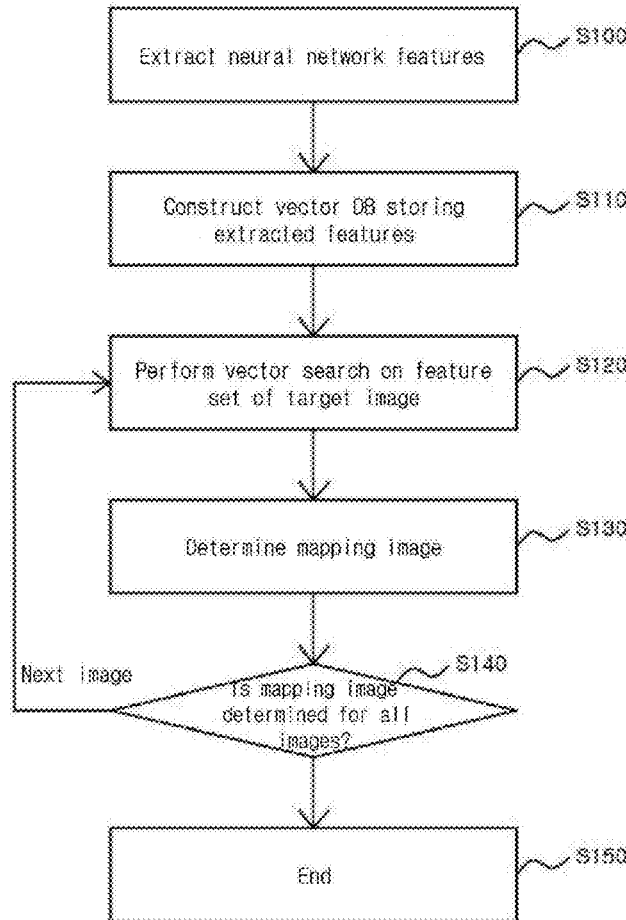 Extract neural network features
S100
Construct vector DB storing
extracted features
S110
Perform vector search on feature
set of target image
S120
Determine mapping image
S130
Next image
S140
Is mapping image
determined for all
images?
End
S150